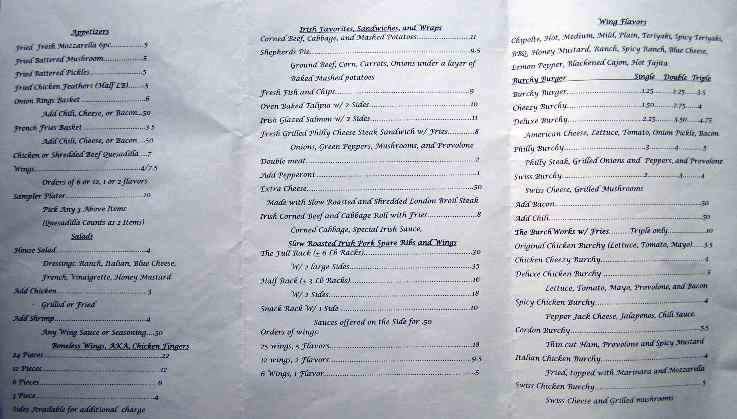 Appetizers
Fried Fresh Mozzarella 6pc.............5
Fried Battered Mushroom..............5
Fried Battered Pickles..............5
Fried Chicken Feathers (Half LB)......5
Onion Rings Basket....................6
Add Chili, Cheese, or Bacon..50
French Fries Basket....................3.5
Add Chili, Cheese, or Bacon ..50
Chicken or Shredded Beef Quesadilla ...7
Wings..............................4/7.5
Orders of 6 or 12, 1 or 2 flavors
Sampler Plater........................10
Pick Any 3 Above Items
(Quesadilla Counts as 2 Items)
Salads
House Salad...........................4
Dressings: Ranch, Italian, Blue Cheese,
French, Vinaigrette, Honey Mustard
Add Chicken...........................3
Grilled or Fried
Add Shrimp............................4
Any Wing Sauce or Seasoning...50
Boneless Wings, A.K.A. Chicken Fingers
24 Pieces.............................22
12 Pieces.............................12
6 Pieces..............................6
3 Piece...............................4
Sides Available for additional charge
Irish Favorites, Sandwiches, and Wraps
Corned Beef, Cabbage, and Mashed Potatoes................11
Shepherds Pie............................................9.5
Ground Beef, Corn, Carrots, Onions under a layer of
Baked Mashed potatoes
Fresh Fish and Chips.....................................9
Oven Baked Talipia w/ 2 Sides............................10
Irish Glazed Salmon w/ 2 Sides...........................11
Fresh Grilled Philly Cheese Steak Sandwich w/ Fries........8
Onions, Green Peppers, Mushrooms, and Provolone
Double meat..............................................2
Add Pepperoni............................................1
Extra Cheese.............................................50
Made with Slow Roasted and Shredded London Broil Steak
Irish Corned Beef and Cabbage Roll with Fries..............8
Corned Cabbage, Special Irish Sauce,
Slow Roasted Irish Pork Spare Ribs and Wings
The Full Rack (± 6 Lb Racks).............................20
W/ 2 large Sides.........................................35
Half Rack (± 3 Lb Racks).................................16
W/ 2 Sides...............................................18
Snack Rack W/ 1 Side.....................................10
Sauces offered on the Side for .50
Orders of wings
25 wings, 3 Flavors......................................18
12 wings, 2 Flavors......................................9.5
6 Wings, 1 Flavor........................................5
Wing Flavors
Chipolte, Hot, Medium, Mild, Plain, Teriyaki, Spicy Teriyaki,
BBQ, Honey Mustard, Ranch, Spicy Ranch, Blue Cheese,
Lemon Pepper, Blackened Cajon, Hot Fajita
Burchy Burger Single Double Triple
Burchy Burger..............................1.25......2.25....3.5
Cheezy Burchy..............................1.50......2.75....4
Deluxe Burchy..............................2.25......3.50....4.75
American Cheese, Lettuce, Tomato, Onion Pickle, Bacon
Philly Burchy..............................3.........4.......5
Philly Steak, Grilled Onions and Peppers, and Provolone
Swiss Burchy...............................2.........3.......4
Swiss Cheese, Grilled Mushrooms
Add Bacon................................................50
Add Chili................................................50
The BurchWorks w/ Fries........Triple only..............10
Original Chicken Burchy (Lettuce, Tomato, Mayo)....3.5
Chicken Cheezy Burchy....................................4
Deluxe Chicken Burchy....................................5
Lettuce, Tomato, Mayo, Provolone, and Bacon
Spicy Chicken Burchy.....................................4
Pepper Jack Cheese, Jalapenos, Chili Sauce
Cordon Burchy............................................5.5
Thin cut Ham, Provolone and Spicy Mustard
Italian Chicken Burchy...................................4
Fried, topped with Marinara and Mozzarella
Swiss Chicken Burchy.....................................5
Swiss Cheese and Grilled mushrooms